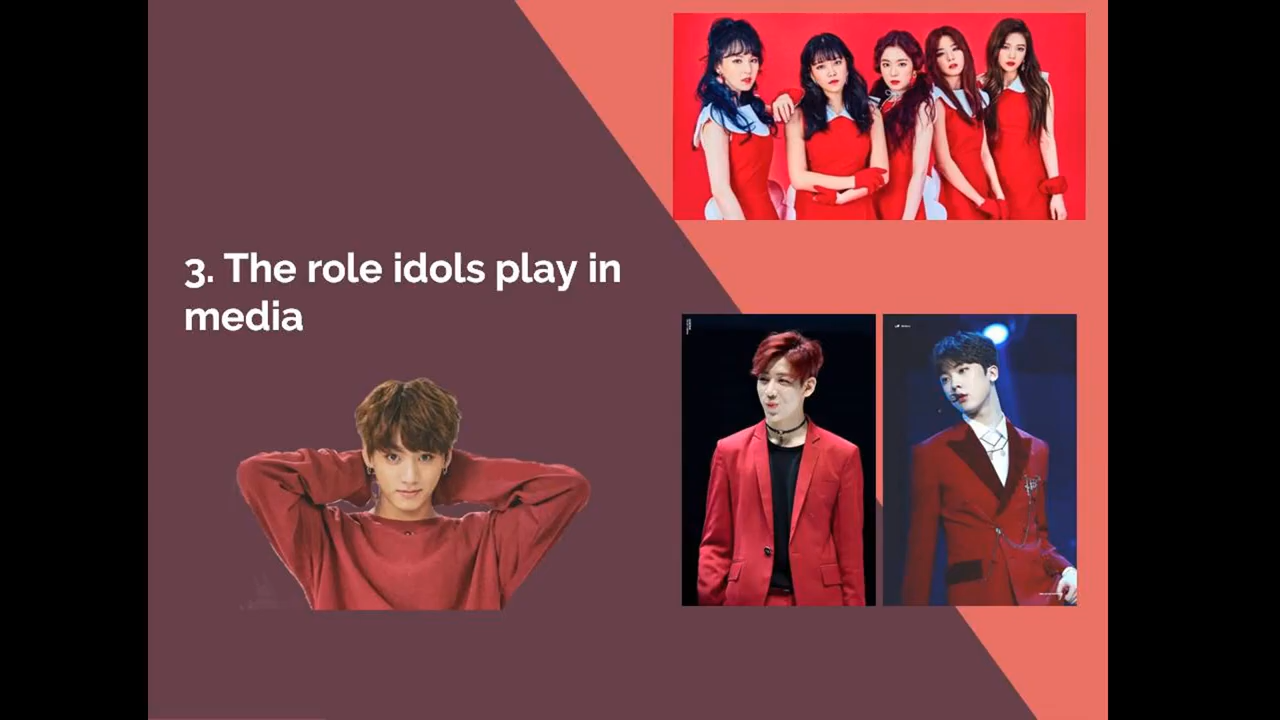 3. The role idols play in
media